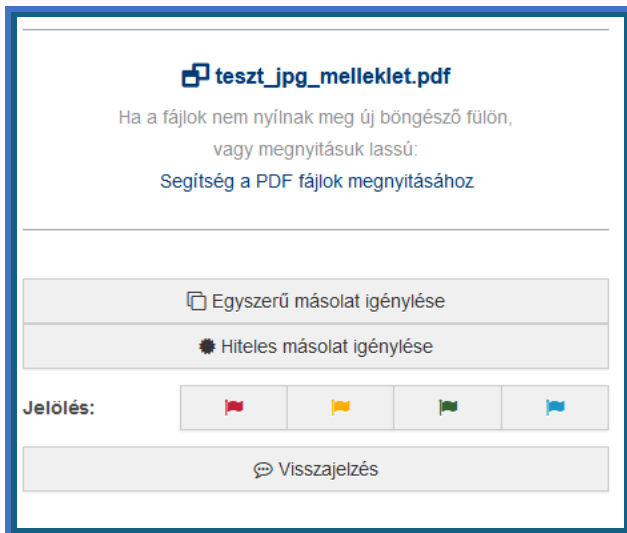 teszt_jpg_melleklet.pdf
Ha a fájlok nem nyílnak meg új böngésző fülön,
vagy megnyitásuk lassú:
Segítség a PDF fájlok megnyitásához
Egyszerű másolat igénylése
Hiteles másolat igénylése
Jelölés:
Visszajelzés